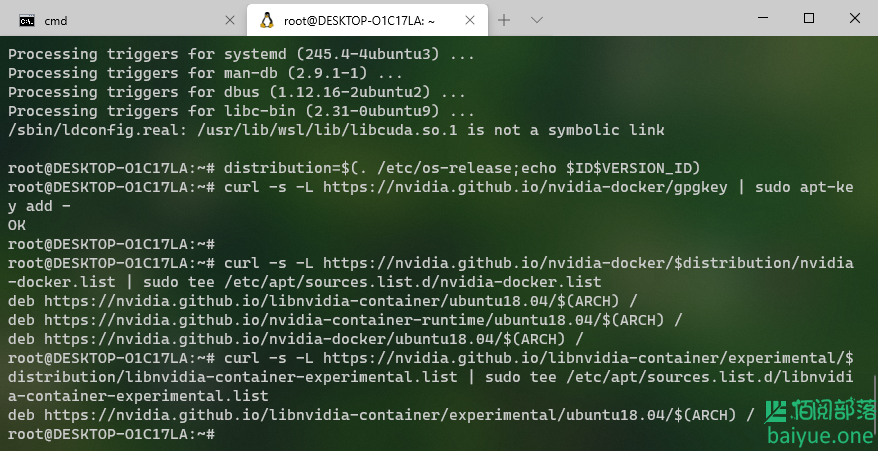 cmd
root@DESKTOP-O1C17LA: ~
Processing triggers for systemd (245.4-4ubuntu3) ...
Processing triggers for man-db (2.9.1-1) ...
Processing triggers for dbus (1.12.16-2ubuntu2) ...
Processing triggers for libc-bin (2.31-0ubuntu9) ...
/sbin/ldconfig.real: /usr/lib/wsl/lib/libcuda.so.1 is not a symbolic link
root@DESKTOP-O1C17LA:~# distribution=$(. /etc/os-release;echo $ID$VERSION_ID)
root@DESKTOP-O1C17LA:~# curl -s -L https://nvidia.github.io/nvidia-docker/gpgkey | sudo apt-ke
y add -
OK
root@DESKTOP-O1C17LA:~#
root@DESKTOP-O1C17LA:~# curl -s -L https://nvidia.github.io/nvidia-docker/$distribution/nvidia
-docker.list | sudo tee /etc/apt/sources.list.d/nvidia-docker.list
deb https://nvidia.github.io/libnvidia-container/ubuntu18.04/$(ARCH) /
deb https://nvidia.github.io/nvidia-container-runtime/ubuntu18.04/$(ARCH) /
deb https://nvidia.github.io/nvidia-docker/ubuntu18.04/$(ARCH) /
root@DESKTOP-O1C17LA:~# curl -s -L https://nvidia.github.io/libnvidia-container/experimental/$
distribution/libnvidia-container-experimental.list | sudo tee /etc/apt/sources.list.d/libnvidi
a-container-experimental.list
deb https://nvidia.github.io/libnvidia-container/experimental/ubuntu18.04/$(ARCH) /
root@DESKTOP-O1C17LA:~#
佰阅部落
baiyue.one